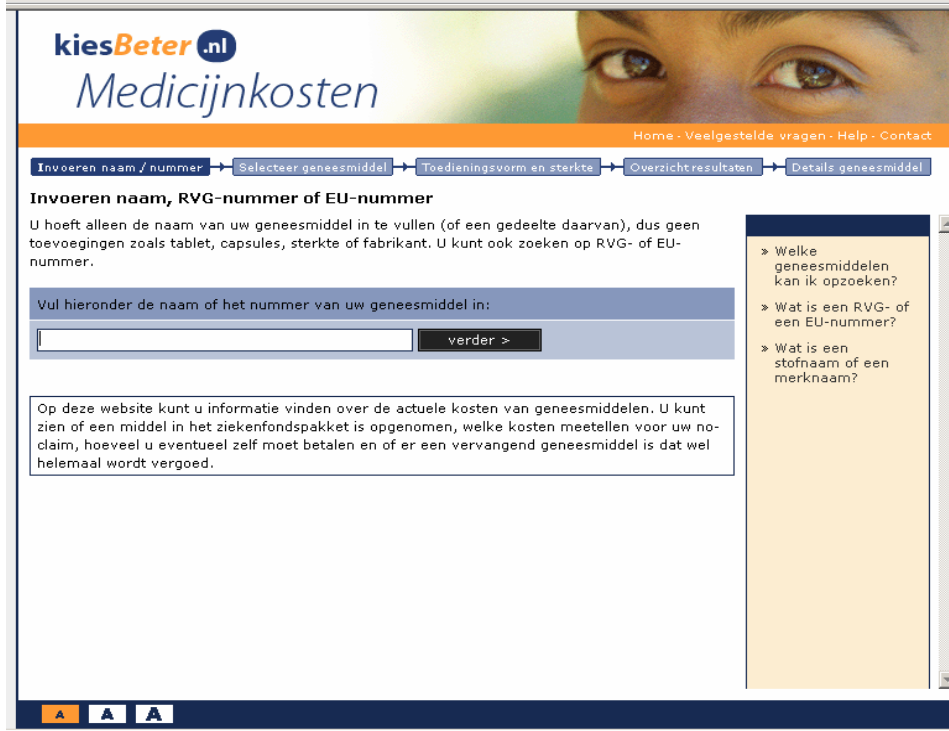 kiesBeter.nl
Medicijnkosten
Home - Veelgestelde vragen - Help - Contact
Invoeren naam / nummer
Selecteer geneesmiddel
Toedieningsvorm en sterkte
Overzicht resultaten
Details geneesmiddel
Invoeren naam, RVG-nummer of EU-nummer
U hoeft alleen de naam van uw geneesmiddel in te vullen (of een gedeelte daarvan), dus geen
toevoegingen zoals tablet, capsules, sterkte of fabrikant. U kunt ook zoeken op RVG- of EU-
nummer.
Vul hieronder de naam of het nummer van uw geneesmiddel in:
verder >
Op deze website kunt u informatie vinden over de actuele kosten van geneesmiddelen. U kunt
zien of een middel in het ziekenfondspakket is opgenomen, welke kosten meetellen voor uw no-
claim, hoeveel u eventueel zelf moet betalen en of er een vervangend geneesmiddel is dat wel
helemaal wordt vergoed.
» Welke
geneesmiddelen
kan ik opzoeken?
» Wat is een RVG- of
een EU-nummer?
» Wat is een
stofnaam of een
merknaam?
A A A